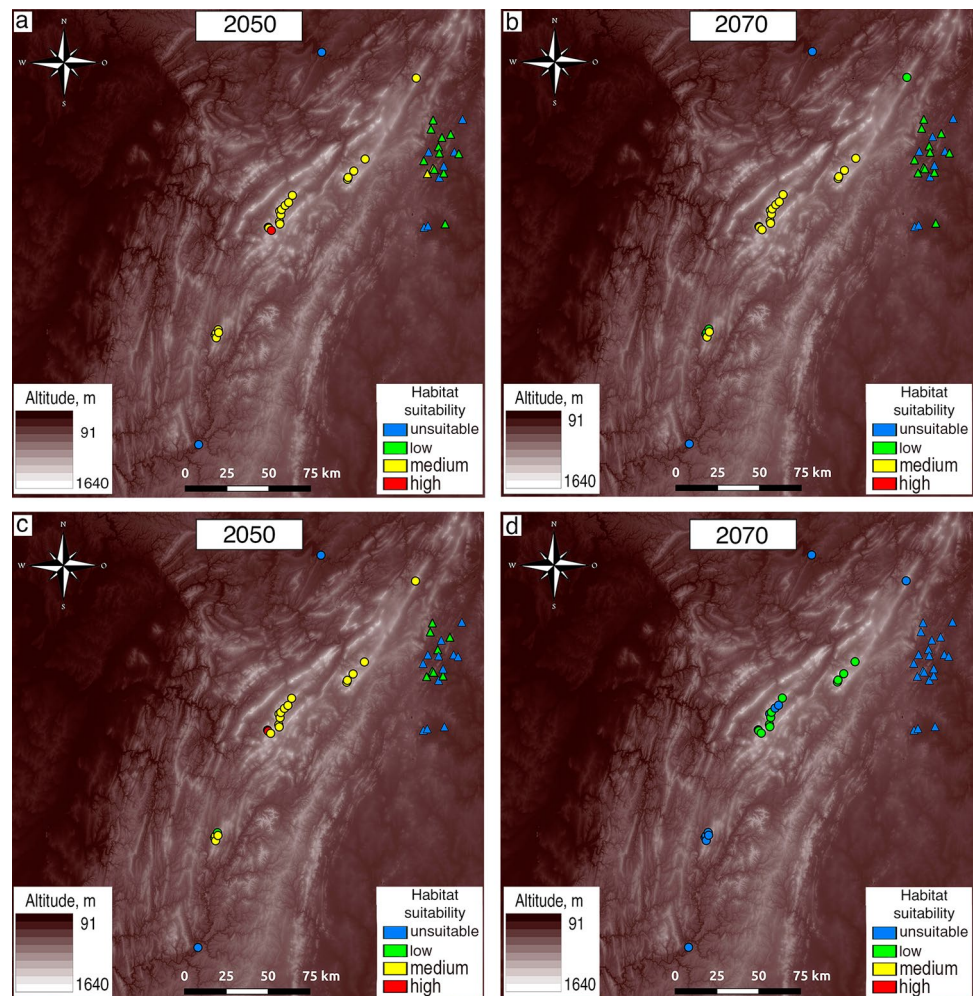 a
2050
N
W
O
S
Altitude, m
91
1640
0 25 50 75 km
Habitat
suitability
unsuitable
low
medium
high
b
2070
N
W
O
S
Altitude, m
91
1640
0 25 50 75 km
Habitat
suitability
unsuitable
low
medium
high
c
2050
N
W
O
S
Altitude, m
91
1640
0 25 50 75 km
Habitat
suitability
unsuitable
low
medium
high
d
2070
N
W
O
S
Altitude, m
91
1640
0 25 50 75 km
Habitat
suitability
unsuitable
low
medium
high